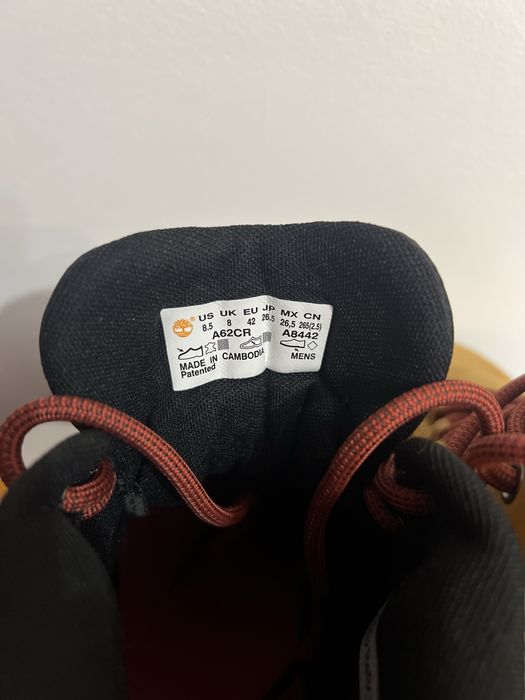 US UK EU JP MX CN
8.5 8 42 26.5 26.5 265(2.5)
A62CR A8442
MADE IN CAMBODIA MENS
Patented